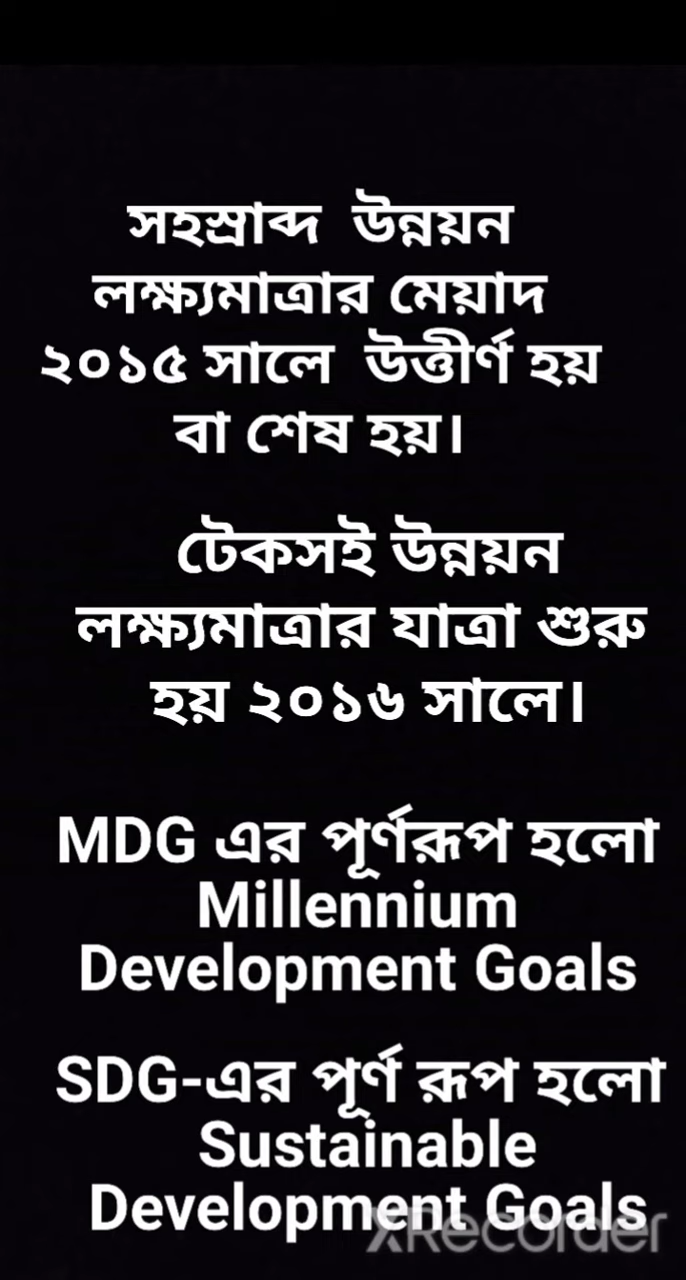 সহস্রাব্দ উন্নয়ন
লক্ষ্যমাত্রার মেয়াদ
২০১৫ সালে উত্তীর্ণ হয়
বা শেষ হয়।
টেকসই উন্নয়ন
লক্ষ্যমাত্রার যাত্রা শুরু
হয় ২০১৬ সালে।
MDG এর পূর্ণরূপ হলো
Millennium
Development Goals
SDG-এর পূর্ণ রূপ হলো
Sustainable
Development Goals
XRecorder